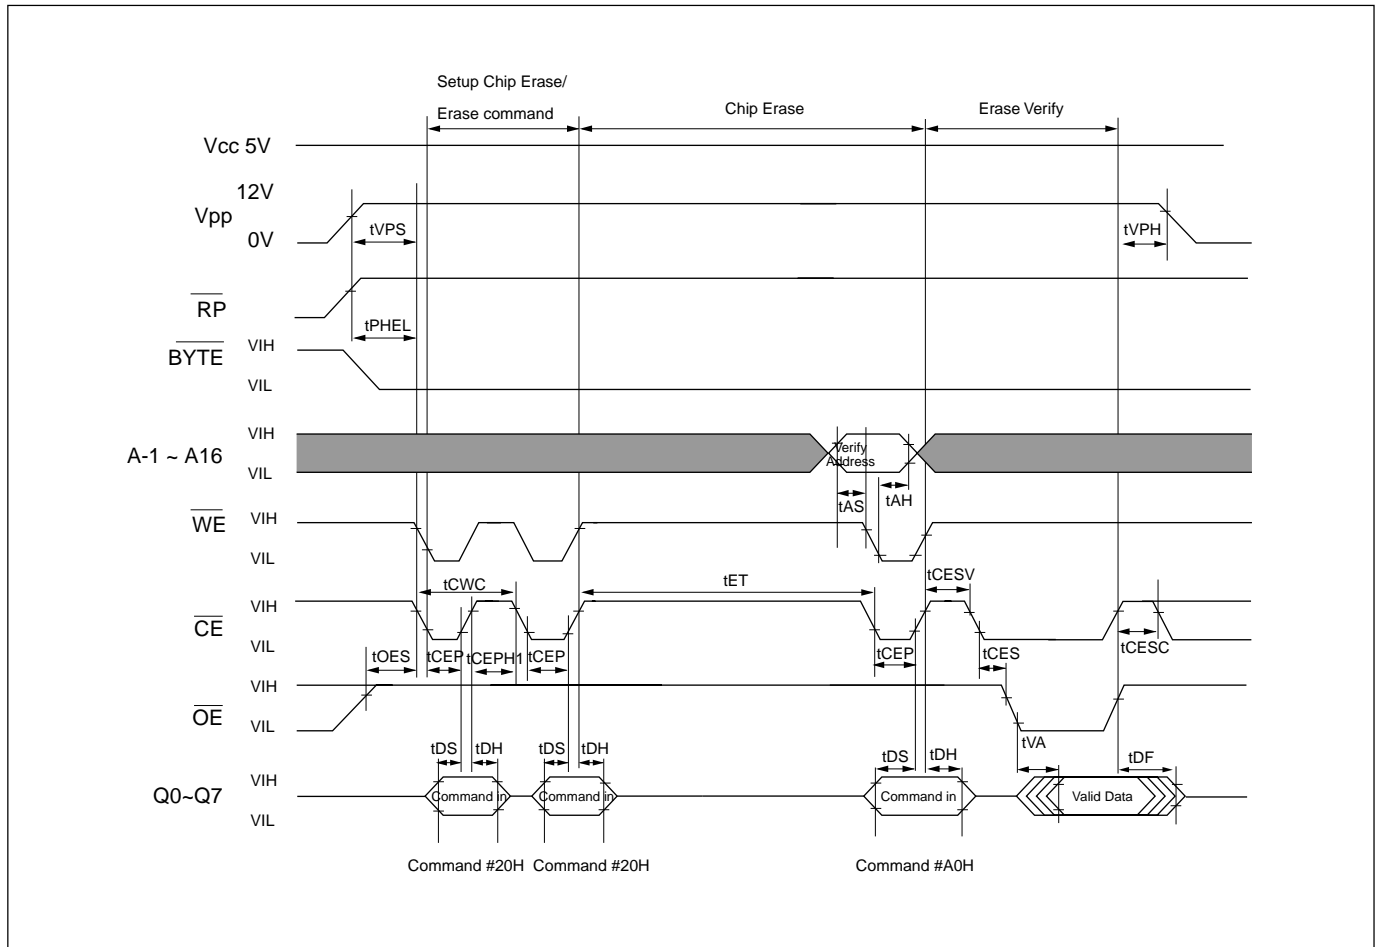 Setup Chip Erase/
Erase command
Chip Erase
Erase Verify
Vcc 5V
12V
Vpp
0V
tVPS
tVPH
RP
tPHEL
BYTE
VIH
VIL
A-1 ~ A16
VIH
VIL
Verify
Address
tAS
tAH
WE
VIH
VIL
tCWC
tET
tCESV
CE
VIH
VIL
tOES
tCEP
tCEPH1
tCEP
tCEP
tCES
tCESC
OE
VIH
VIL
tVA
tDF
tDS
tDH
tDS
tDH
tDS
tDH
Q0~Q7
VIH
VIL
Command in
Command in
Command in
Valid Data
Command #20H
Command #20H
Command #A0H